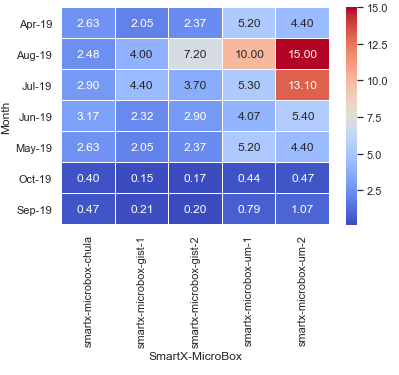 Apr-19 2.63 2.05 2.37 5.20 4.40
Aug-19 2.48 4.00 7.20 10.00 15.00
Jul-19 2.90 4.40 3.70 5.30 13.10
Jun-19 3.17 2.32 2.90 4.07 5.40
May-19 2.63 2.05 2.37 5.20 4.40
Oct-19 0.40 0.15 0.17 0.44 0.47
Sep-19 0.47 0.21 0.20 0.79 1.07
Month
smartx-microbox-chula
smartx-microbox-gist-1
smartx-microbox-gist-2
smartx-microbox-um-1
smartx-microbox-um-2
SmartX-MicroBox
15.0
12.5
10.0
7.5
5.0
2.5